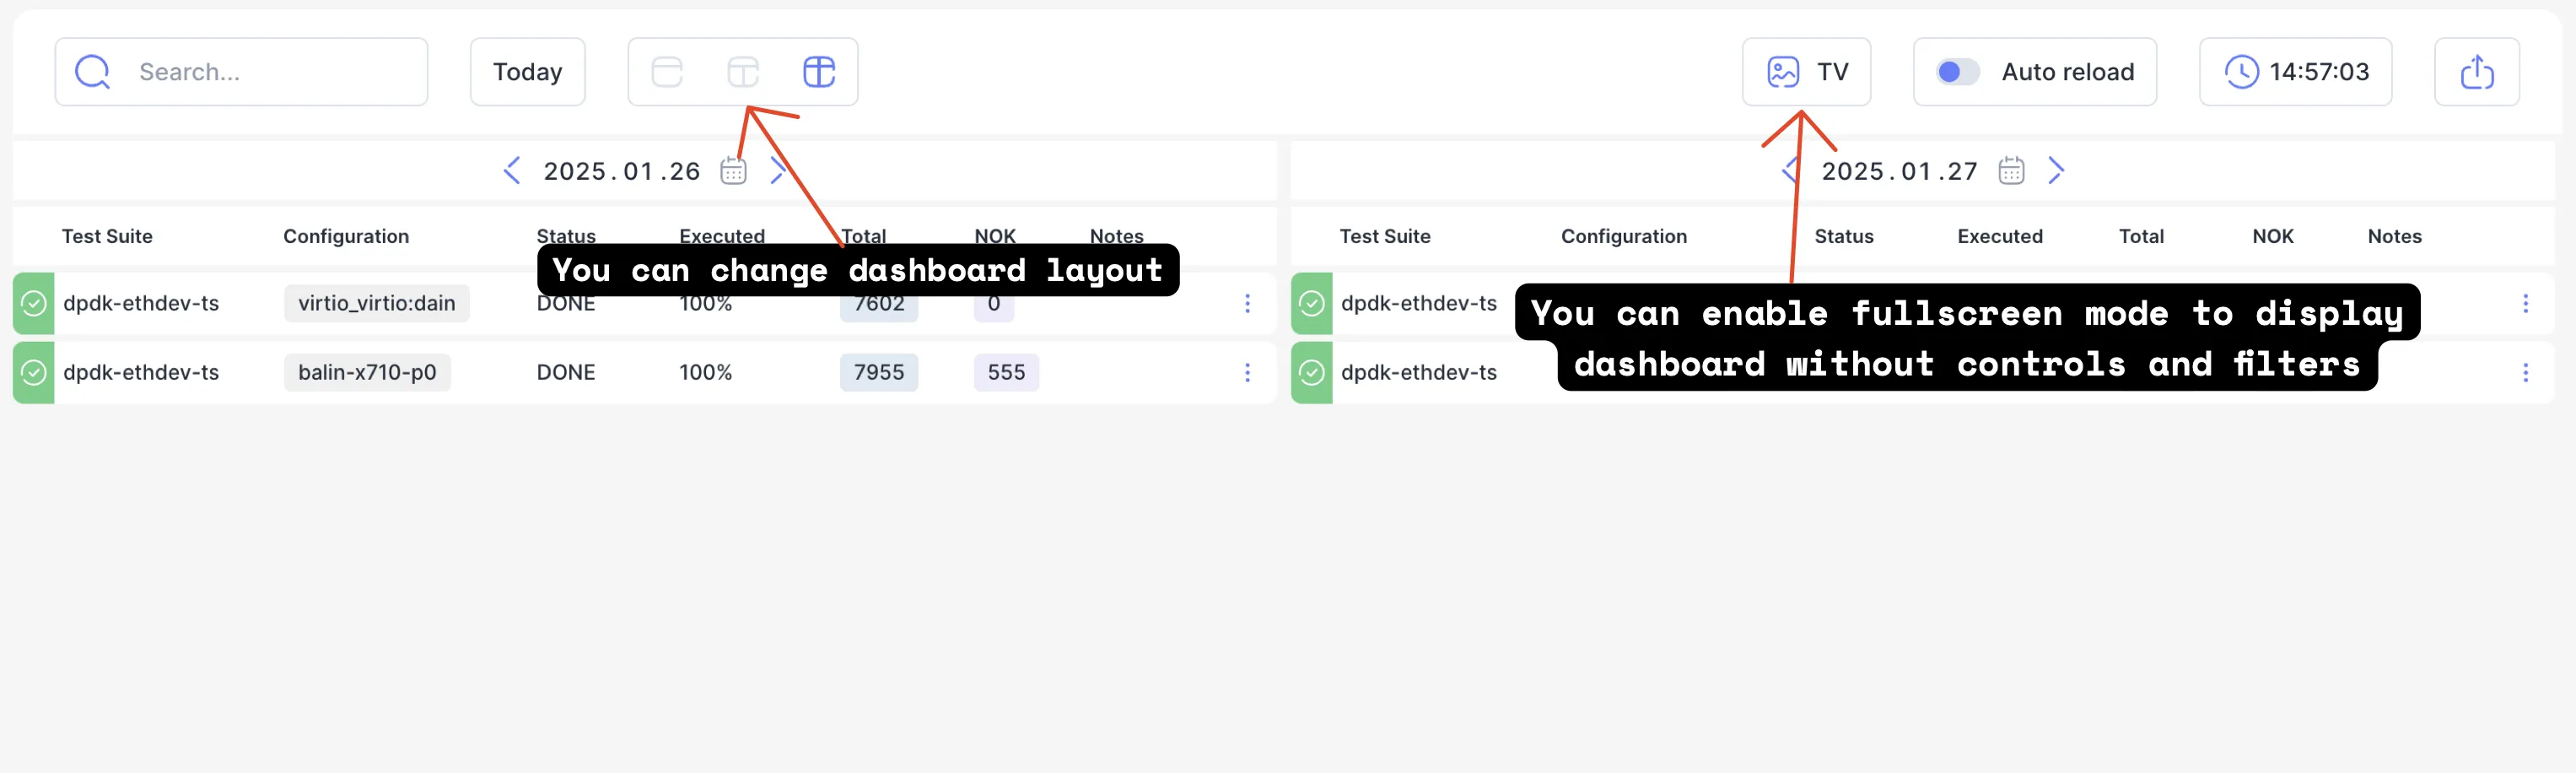 Search...
Today
TV
Auto reload
14:57:03
2025.01.26
2025.01.27
Test Suite Configuration Status Executed Total NOK Notes
Test Suite Configuration Status Executed Total NOK Notes
You can change dashboard layout
dpdk-ethdev-ts virtio_virtio:dain DONE 100% 7602 0
dpdk-ethdev-ts
You can enable fullscreen mode to display
dashboard without controls and filters
dpdk-ethdev-ts balin-x710-p0 DONE 100% 7955 555
dpdk-ethdev-ts